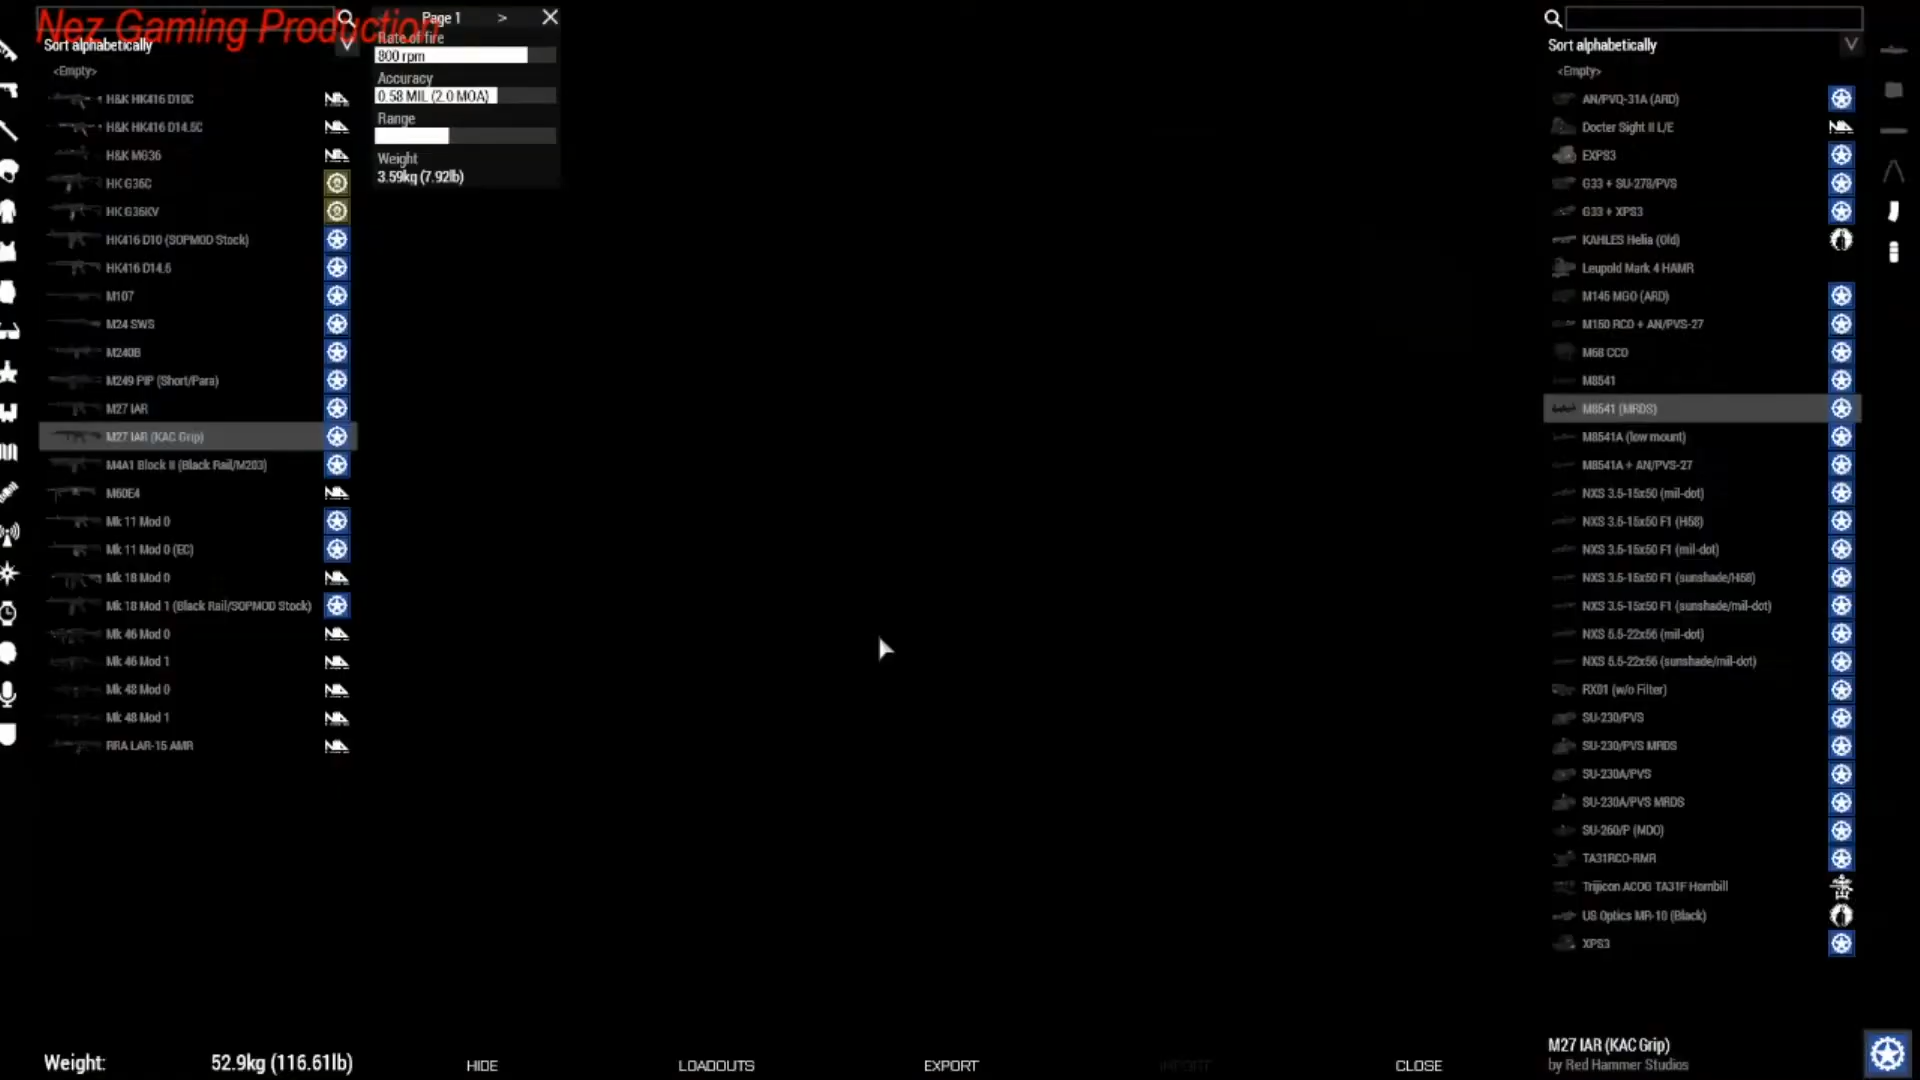 Nez Gaming Production
Sort alphabetically
<Empty>
H&K HK416 D10C
H&K HK416 D14.5C
H&K MG36
HK G36C
HK G36KV
HK416 D10 (SOPMOD Stock)
HK416 D14.5
M107
M24 SWS
M240B
M249 PIP (Short/Para)
M27 IAR
M27 IAR (KAC Grip)
M4A1 Block II (Black Rail/M203)
M60E4
Mk 11 Mod 0
Mk 11 Mod 0 (EC)
Mk 18 Mod 0
Mk 18 Mod 1 (Black Rail/SOPMOD Stock)
Mk 46 Mod 0
Mk 46 Mod 1
Mk 48 Mod 0
Mk 48 Mod 1
RRA LAR-15 AMR
Page 1 >
Rate of fire
800 rpm
Accuracy
0.58 MIL (2.0 MOA)
Range
Weight
3.59kg (7.92lb)
Sort alphabetically
<Empty>
AN/PVQ-31A (ARD)
Docter Sight II L/E
EXPS3
G33 + SU-278/PVS
G33 + XPS3
KAHLES Helia (Old)
Leupold Mark 4 HAMR
M145 MGO (ARD)
M150 RCO + AN/PVS-27
M68 CCO
M8541
M8541 (MRDS)
M8541A (low mount)
M8541A + AN/PVS-27
NXS 3.5-15x50 (mil-dot)
NXS 3.5-15x50 F1 (H58)
NXS 3.5-15x50 F1 (mil-dot)
NXS 3.5-15x50 F1 (sunshade/H58)
NXS 3.5-15x50 F1 (sunshade/mil-dot)
NXS 5.5-22x56 (mil-dot)
NXS 5.5-22x56 (sunshade/mil-dot)
RX01 (w/o Filter)
SU-230/PVS
SU-230/PVS MRDS
SU-230A/PVS
SU-230A/PVS MRDS
SU-260/P (MDO)
TA31RCO-RMR
Trijicon ACOG TA31F Hornbill
US Optics MR-10 (Black)
XPS3
Weight: 52.9kg (116.61lb)
HIDE
LOADOUTS
EXPORT
IMPORT
CLOSE
M27 IAR (KAC Grip)
by Red Hammer Studios